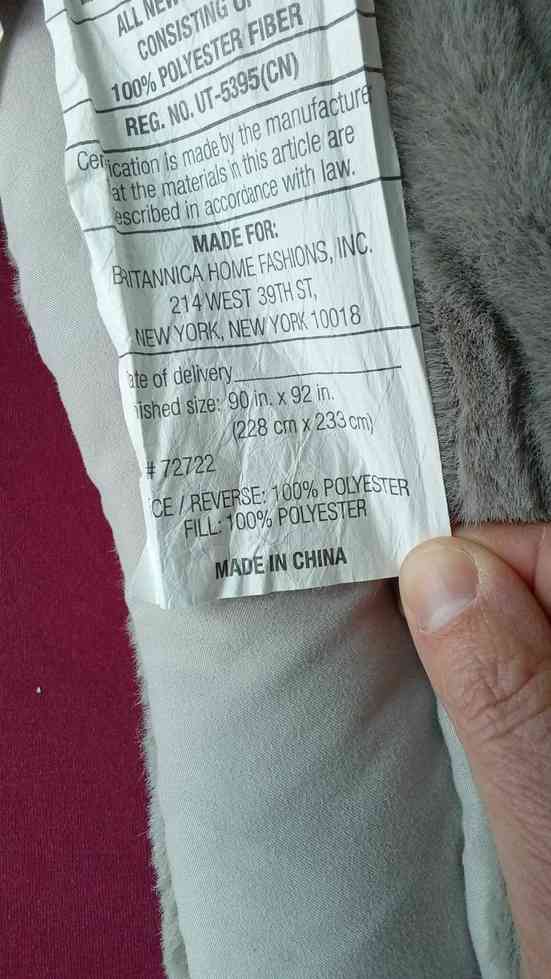 ALL NEW
CONSISTING OF
100% POLYESTER FIBER
REG. NO. UT-5395(CN)
Cer ication is made by the manufacture
at the materials in this article are
escribed in accordance with law.
MADE FOR:
BRITANNICA HOME FASHIONS, INC.
214 WEST 39TH ST,
NEW YORK, NEW YORK 10018
ate of delivery
ished size: 90 in. x 92 in.
(228 cm x 233 cm)
# 72722
CE / REVERSE: 100% POLYESTER
FILL: 100% POLYESTER
MADE IN CHINA